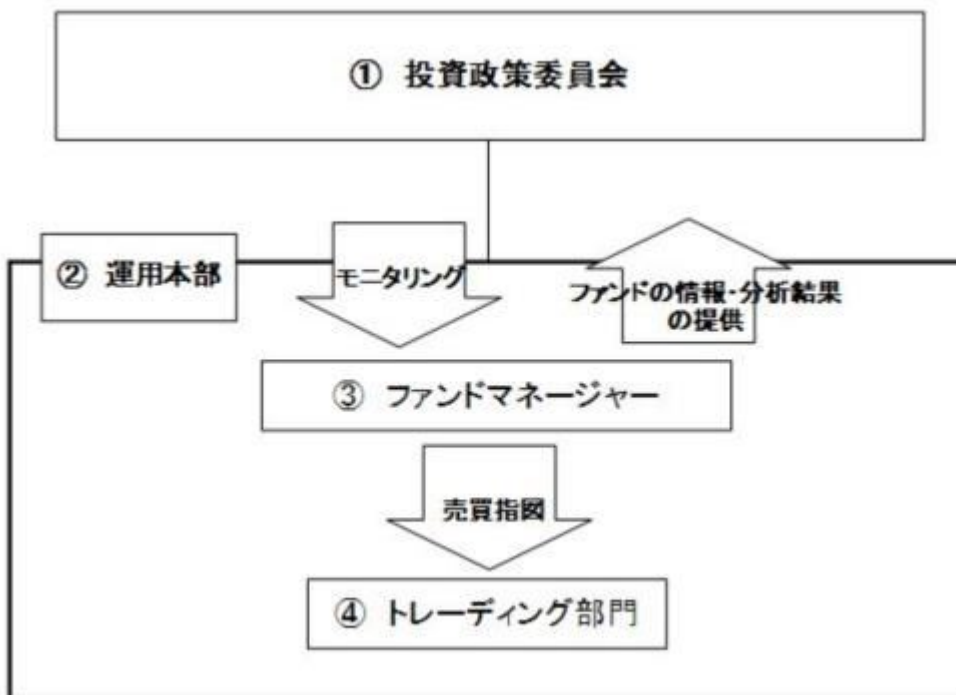 ① 投資政策委員会
② 運用本部
モニタリング
ファンドの情報・分析結果
の提供
③ ファンドマネージャー
売買指図
④ トレーディング部門